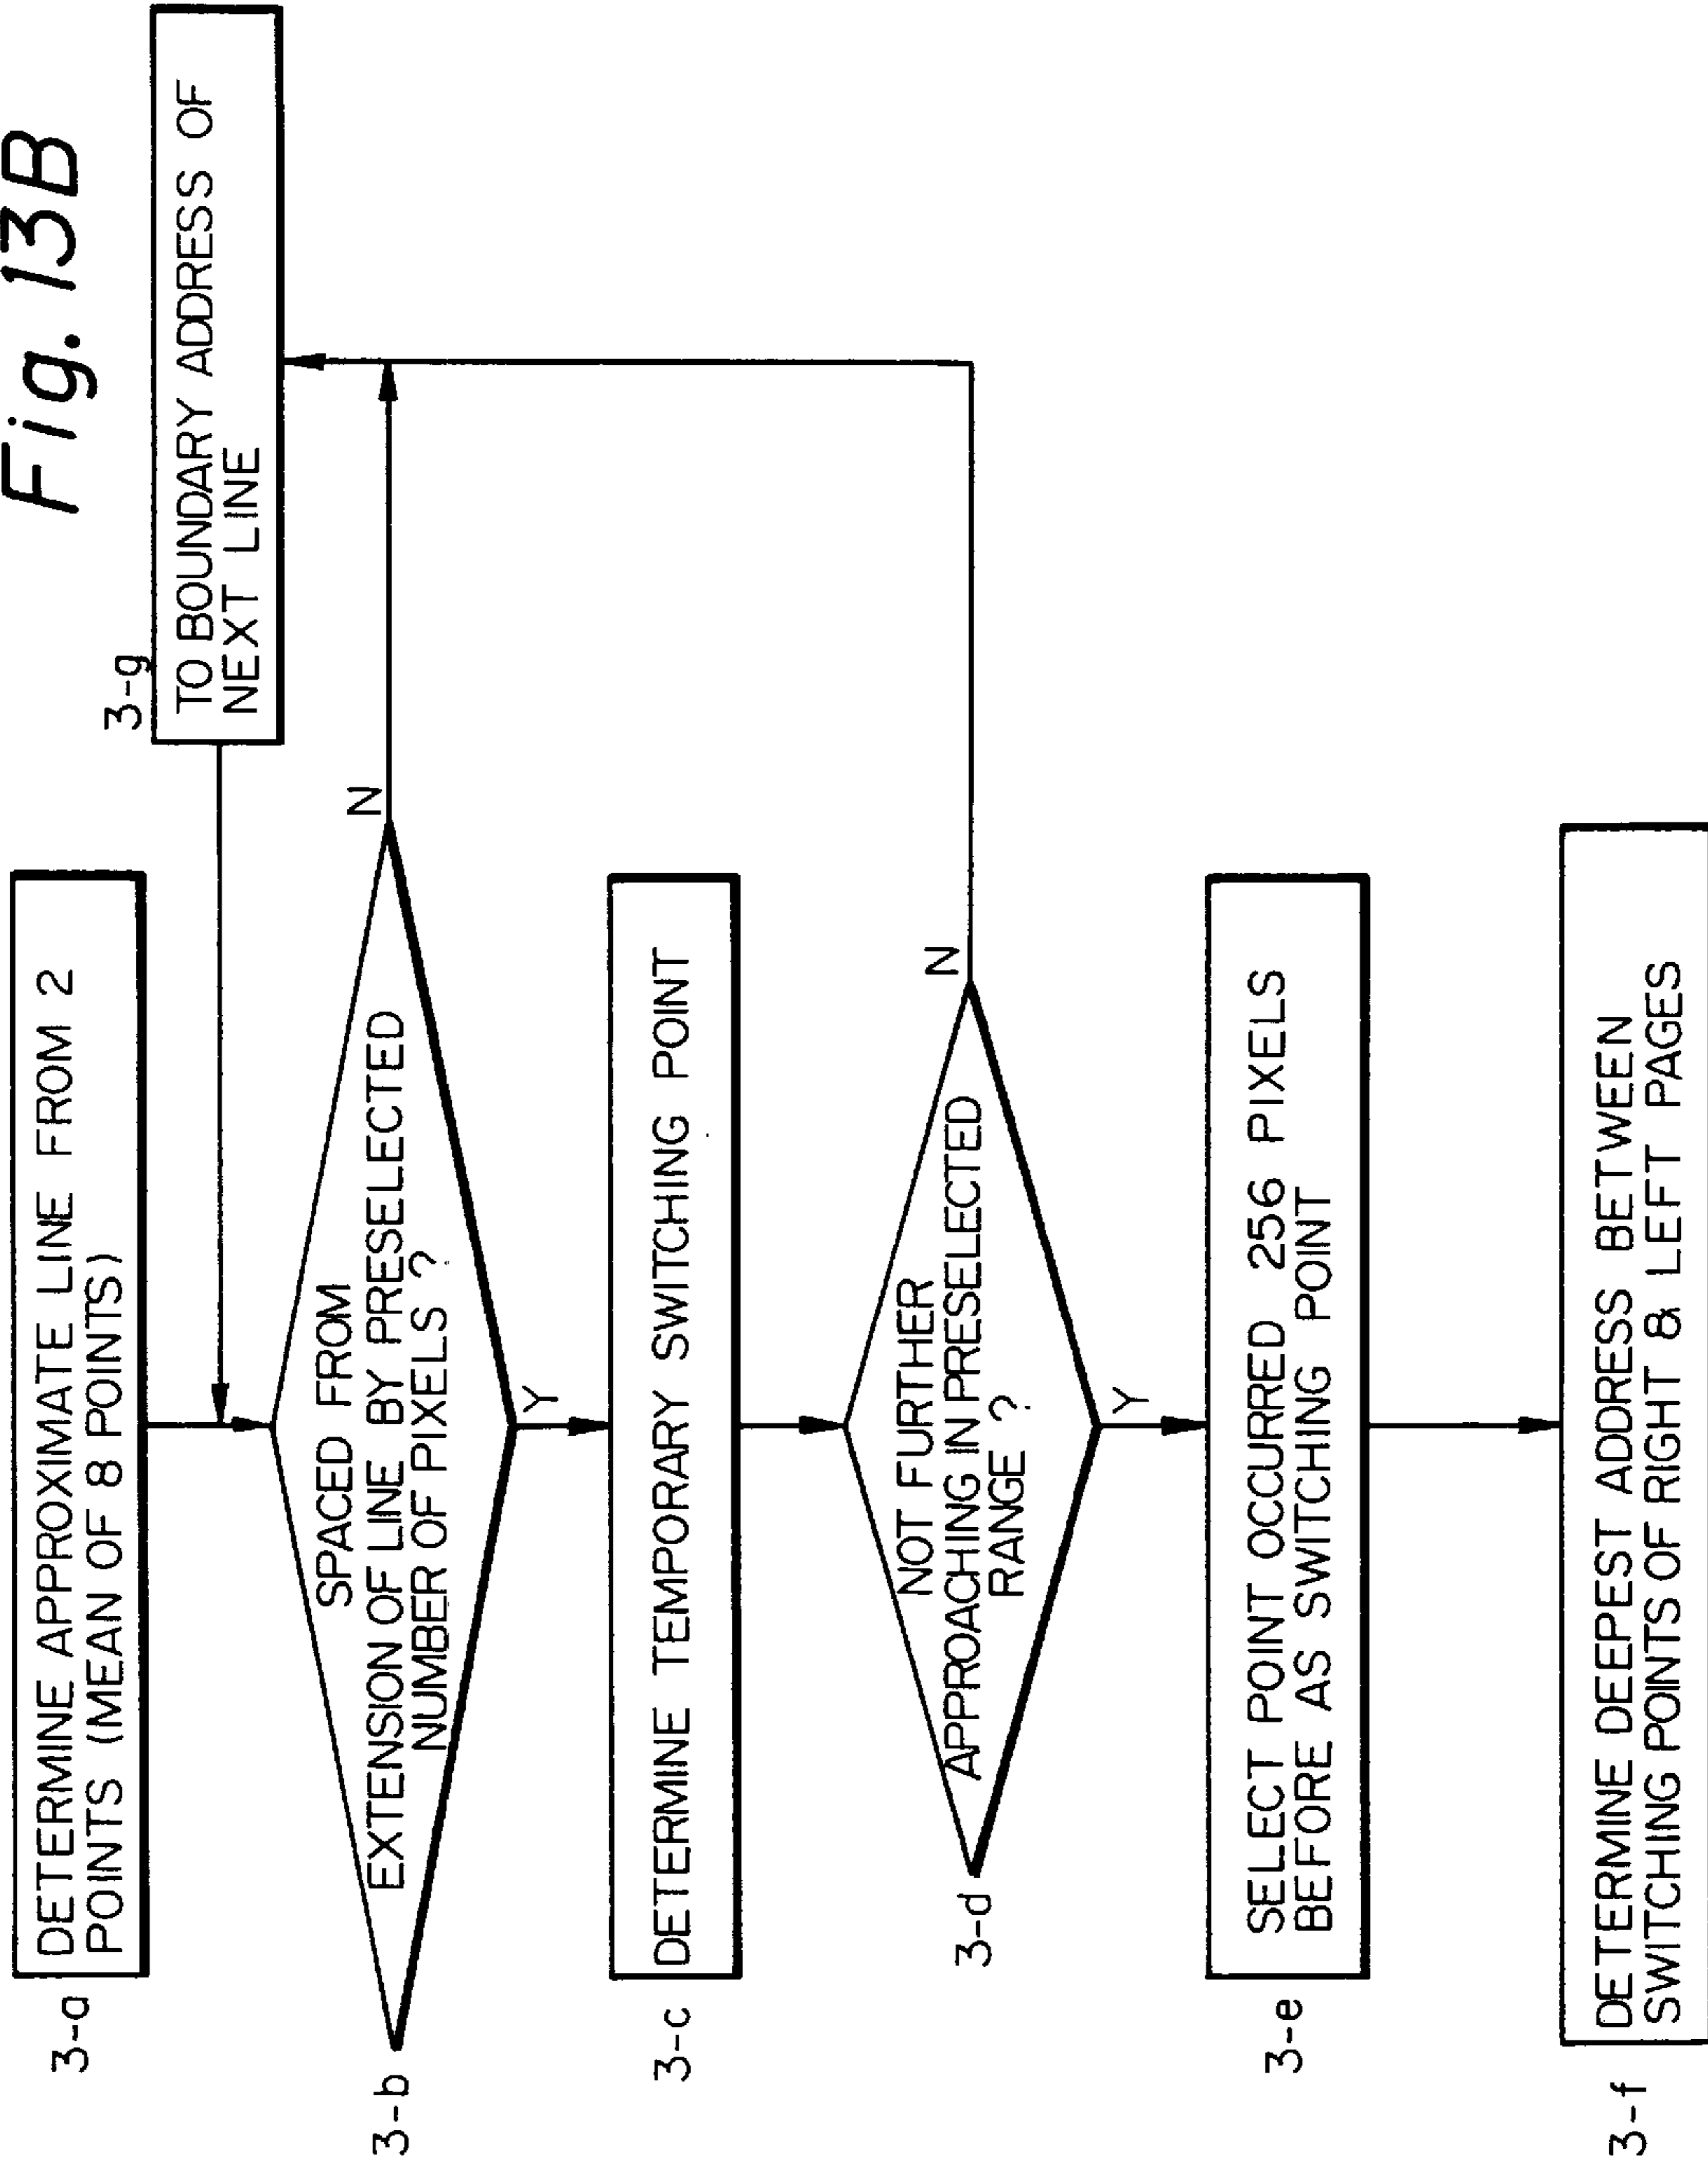 Fig. 13B
3-a
DETERMINE APPROXIMATE LINE FROM 2
POINTS (MEAN OF 8 POINTS)
3-g
TO BOUNDARY ADDRESS OF
NEXT LINE
3-b
SPACED FROM
EXTENSION OF LINE BY PRESELECTED
NUMBER OF PIXELS ?
N
Y
3-c
DETERMINE TEMPORARY SWITCHING POINT
3-d
NOT FURTHER
APPROACHING IN PRESELECTED
RANGE ?
N
Y
3-e
SELECT POINT OCCURRED 256 PIXELS
BEFORE AS SWITCHING POINT
3-f
DETERMINE DEEPEST ADDRESS BETWEEN
SWITCHING POINTS OF RIGHT & LEFT PAGES